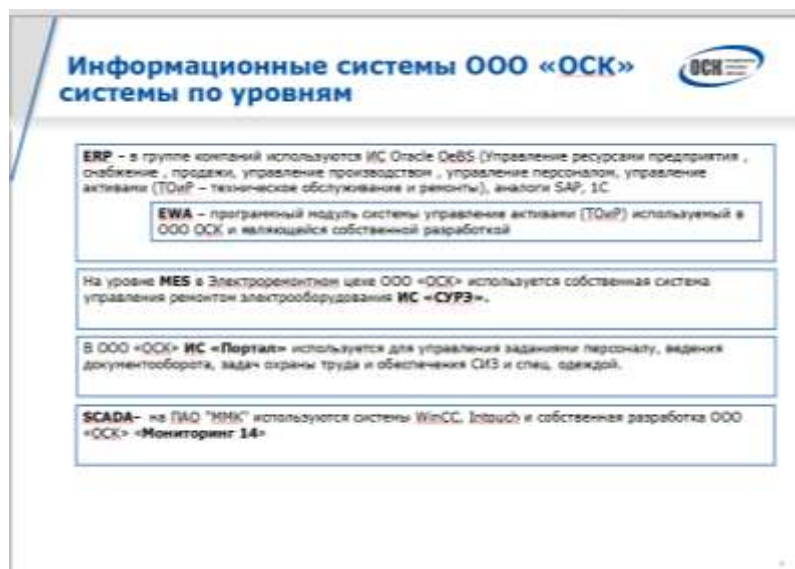 Информационные системы ООО «ОСК»
системы по уровням
ОСК
ERP – в группе компаний используются ИС Oracle OeBS (Управление ресурсами предприятия ,
снабжение , продажи, управление производством , управление персоналом, управление
активами (ТОиР – техническое обслуживание и ремонты), аналоги SAP, 1С
EWA – программный модуль системы управление активами (ТОиР) используемый в
ООО ОСК и являющейся собственной разработкой
На уровне MES в Электроремонтном цехе ООО «ОСК» используется собственная система
управления ремонтом электрооборудования ИС «СУРЭ».
В ООО «ОСК» ИС «Портал» используется для управления заданиями персоналу, ведения
документооборота, задач охраны труда и обеспечения СИЗ и спец. одеждой.
SCADA– на ПАО "ММК" используются системы WinCC, Intouch и собственная разработка ООО
«ОСК» «Мониторинг 14»